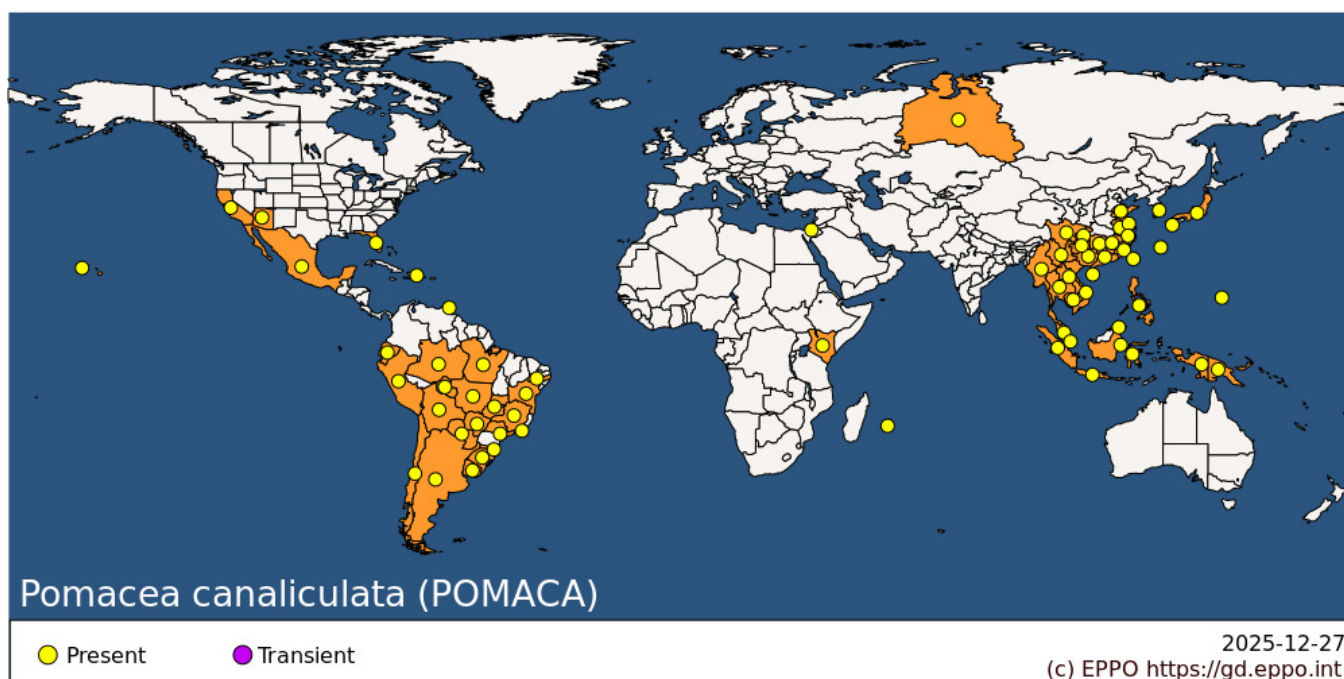 Pomacea canaliculata (POMACA)
Present
Transient
2025-12-27
(c) EPPO https://gd.eppo.int